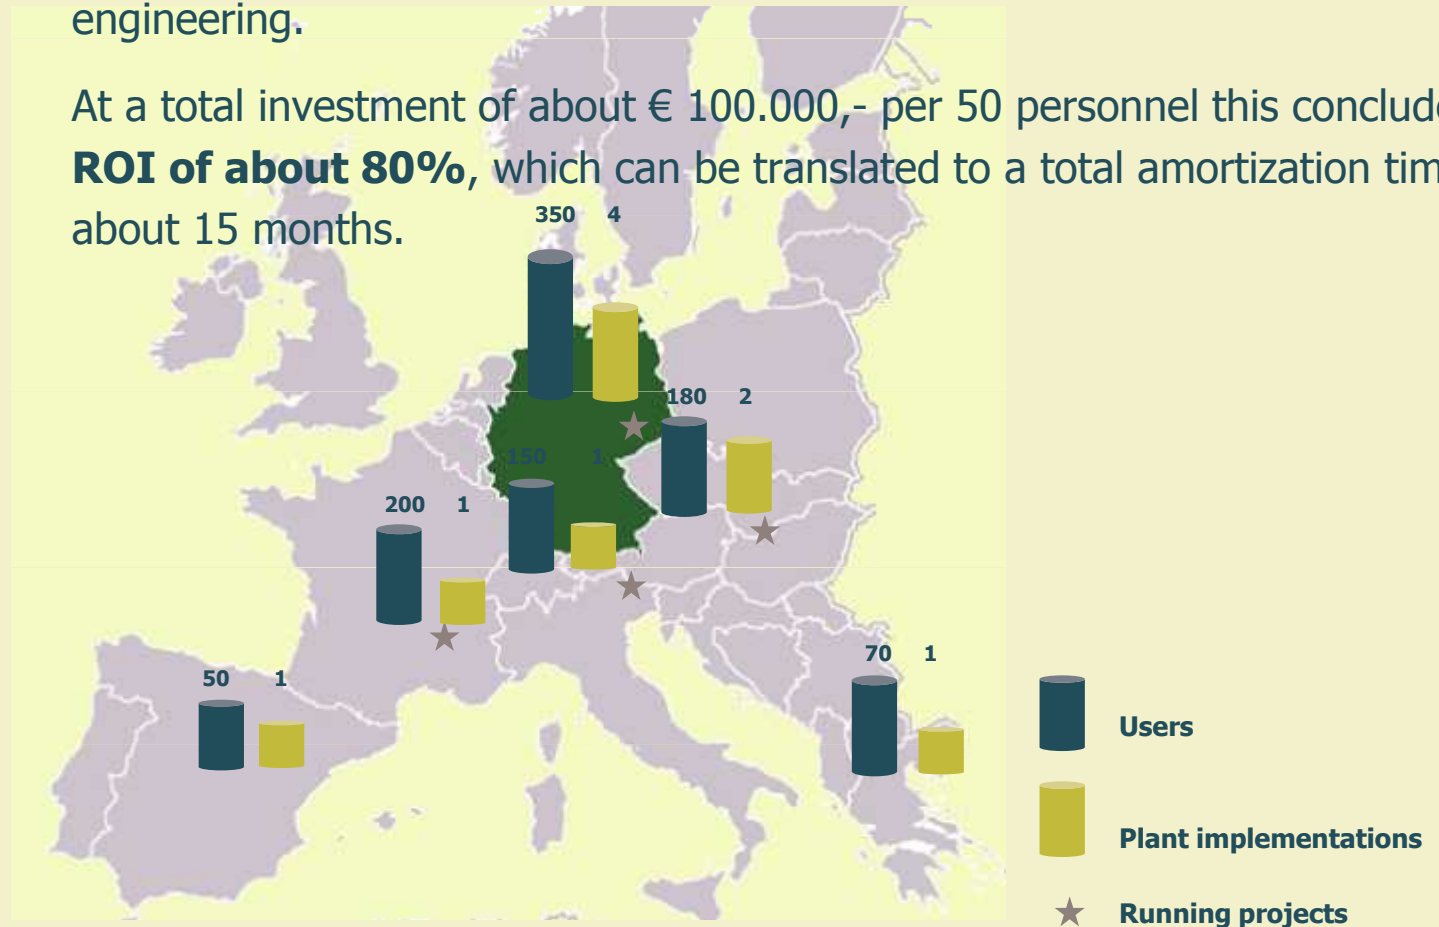 engineering.
At a total investment of about € 100.000,- per 50 personnel this conclude
ROI of about 80%, which can be translated to a total amortization tim
about 15 months.
350 4
180 2
150 1
200 1
70 1
50 1
Users
Plant implementations
Running projects